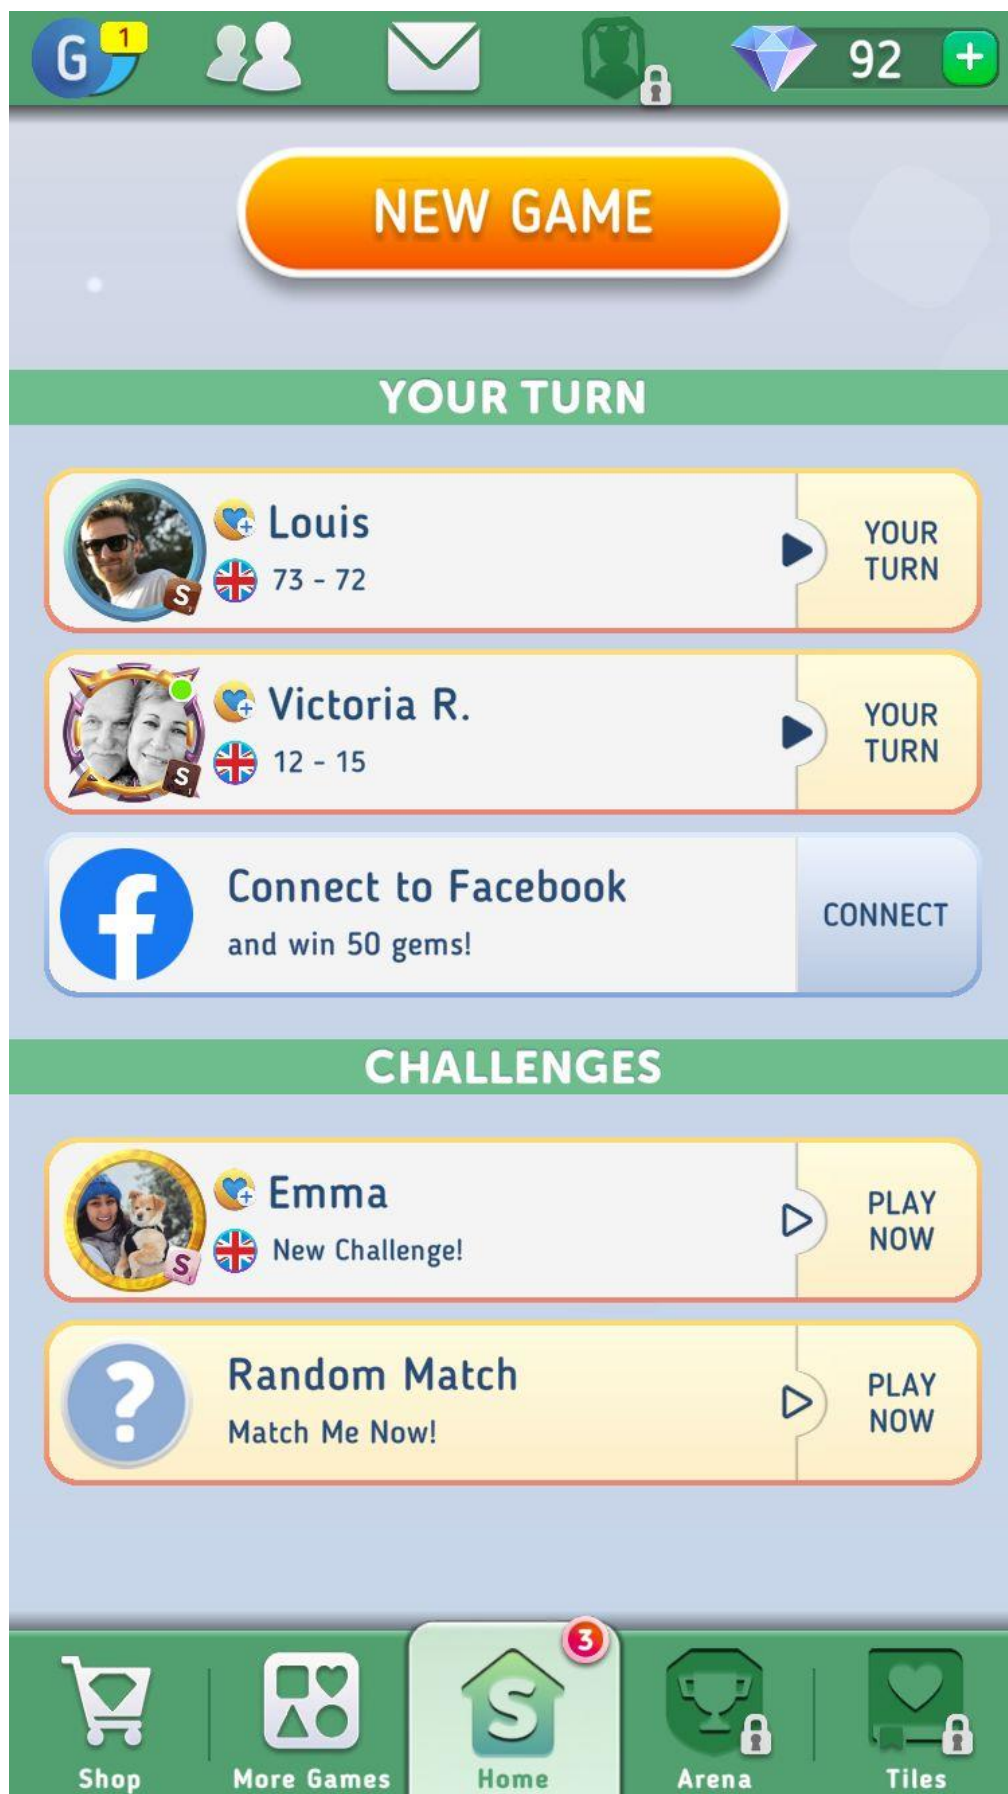 G 1 92 +
NEW GAME
YOUR TURN
Louis
73 - 72
YOUR
TURN
S
Victoria R.
12 - 15
YOUR
TURN
S
f
Connect to Facebook
and win 50 gems!
CONNECT
CHALLENGES
Emma
New Challenge!
PLAY
NOW
S
?
Random Match
Match Me Now!
PLAY
NOW
3
S
Shop More Games Home Arena Tiles